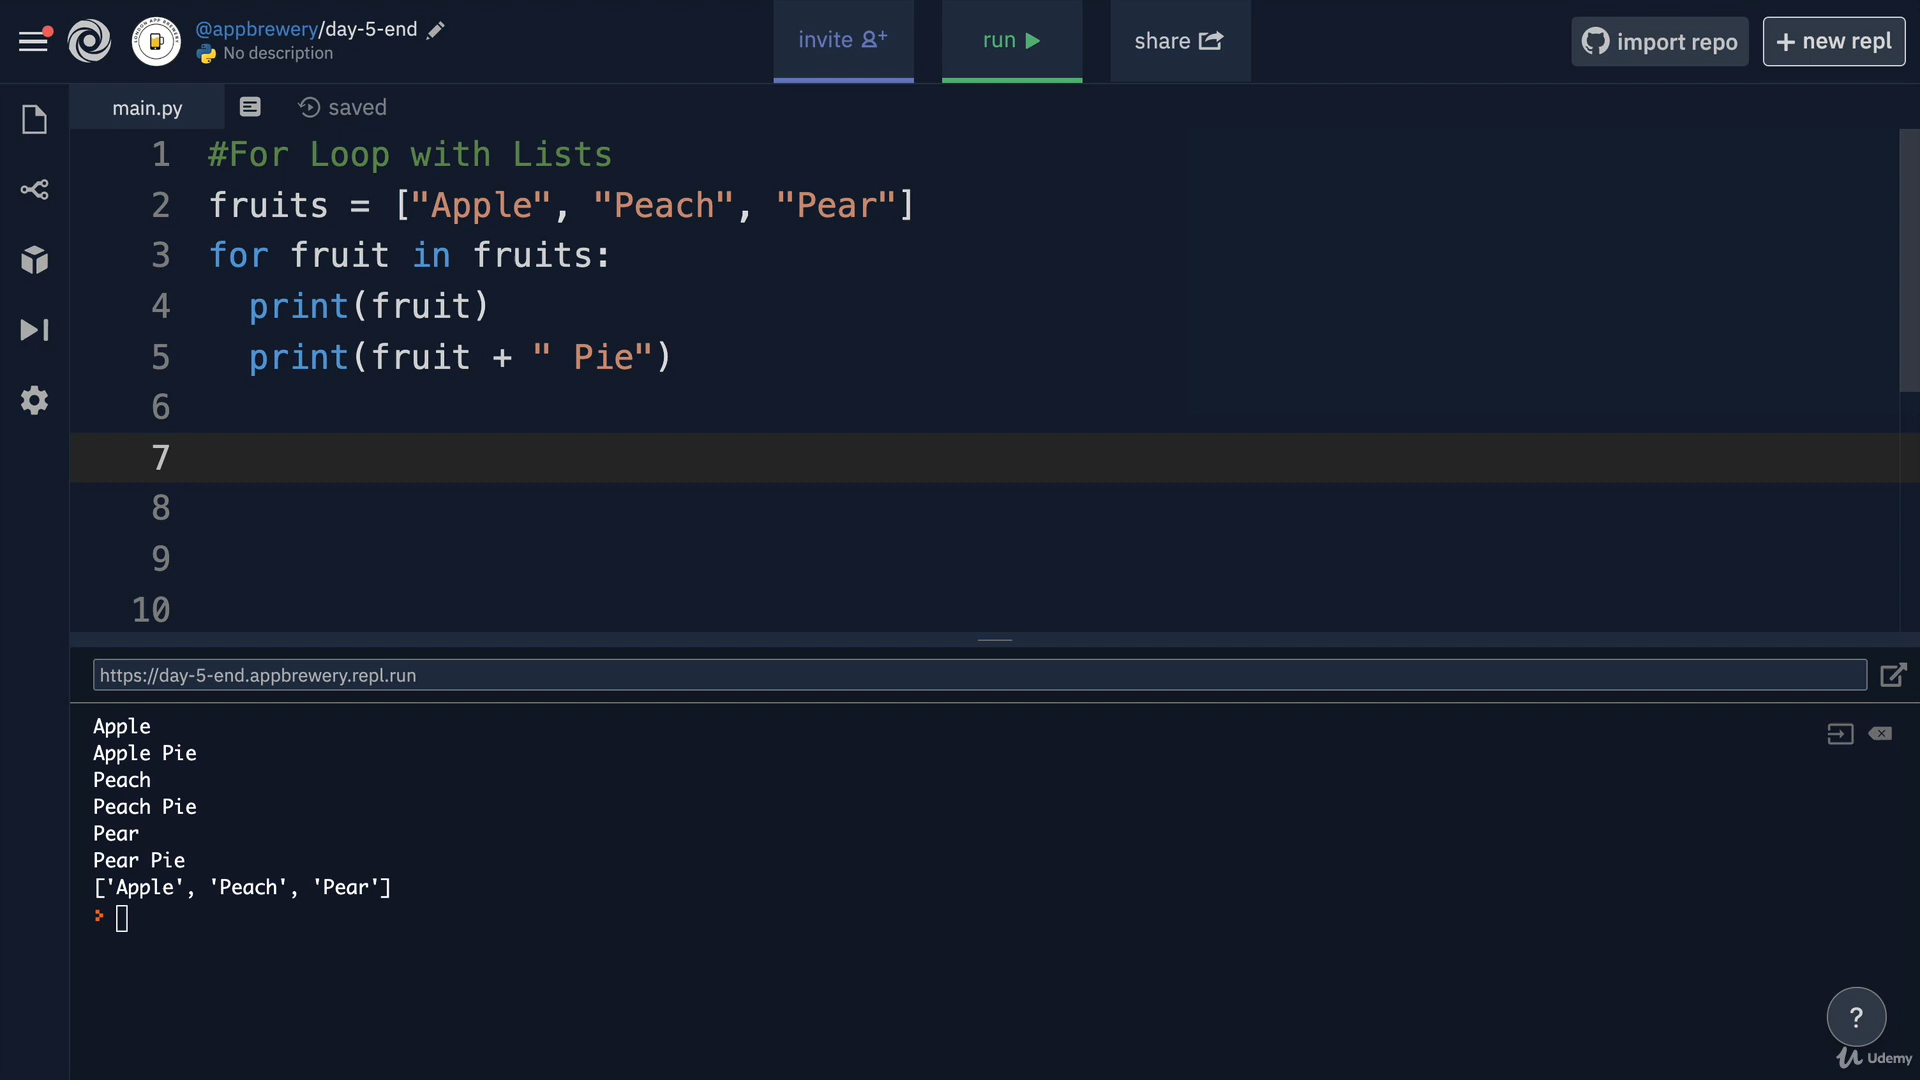 @appbrewery/day-5-end
No description
invite
run
share
import repo
+ new repl
main.py
saved
1 #For Loop with Lists
2 fruits = ["Apple", "Peach", "Pear"]
3 for fruit in fruits:
4   print(fruit)
5   print(fruit + " Pie")
6
7
8
9
10
https://day-5-end.appbrewery.repl.run
Apple
Apple Pie
Peach
Peach Pie
Pear
Pear Pie
['Apple', 'Peach', 'Pear']
?
Udemy